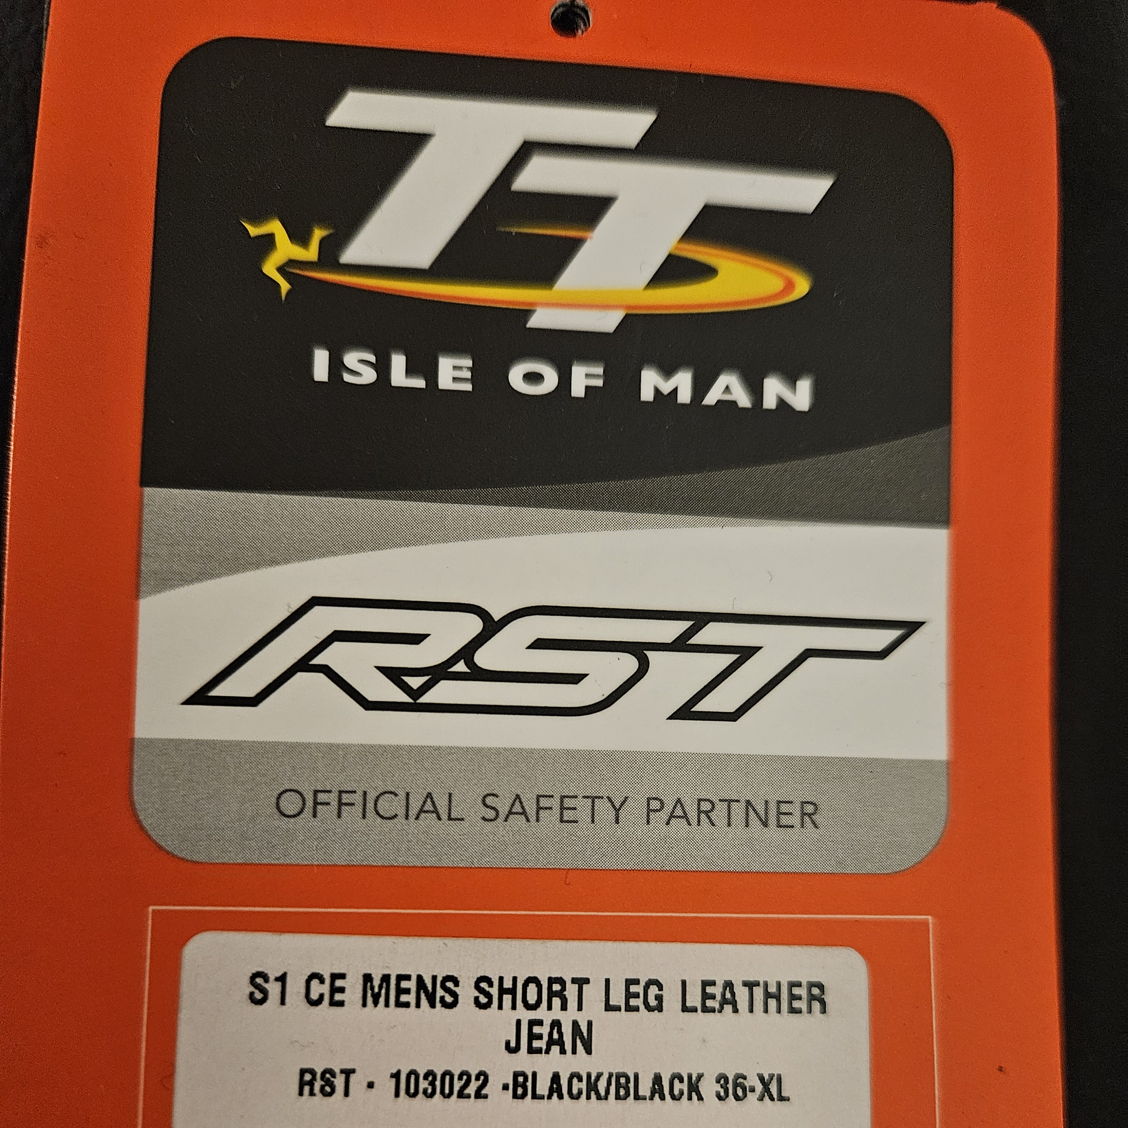 TT
ISLE OF MAN
RST
OFFICIAL SAFETY PARTNER
S1 CE MENS SHORT LEG LEATHER
JEAN
RST - 103022 -BLACK/BLACK 36-XL